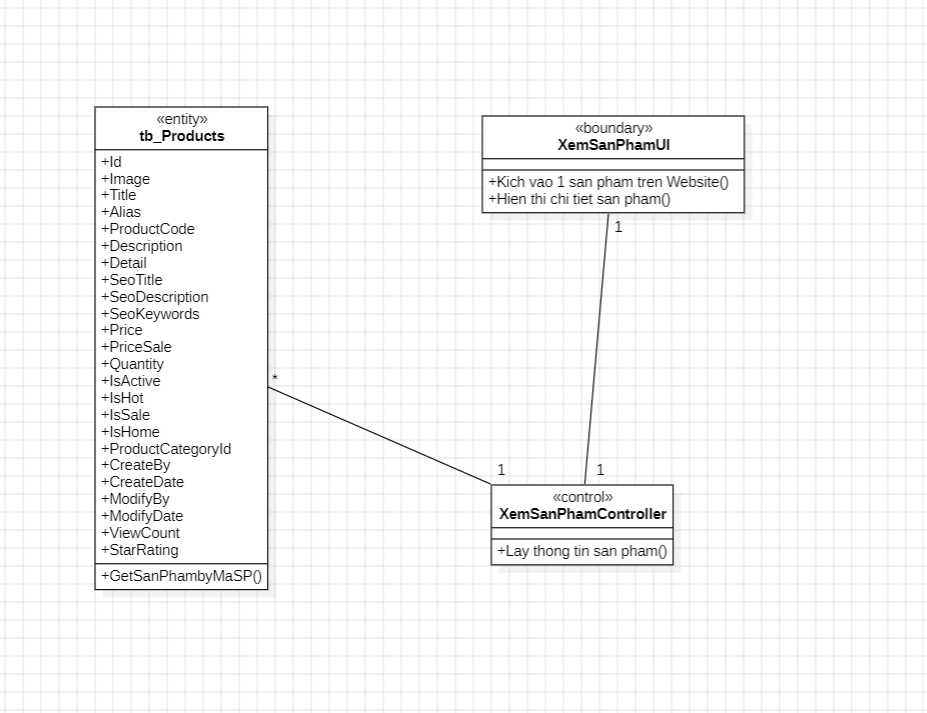 «entity»
tb_Products
+Id
+Image
+Title
+Alias
+ProductCode
+Description
+Detail
+SeoTitle
+SeoDescription
+SeoKeywords
+Price
+PriceSale
+Quantity
+IsActive
+IsHot
+IsSale
+IsHome
+ProductCategoryId
+CreateBy
+CreateDate
+ModifyBy
+ModifyDate
+ViewCount
+StarRating
+GetSanPhambyMaSP()
«boundary»
XemSanPhamUI
+Kich vao 1 san pham tren Website()
+Hien thi chi tiet san pham()
1
*
1
1
«control»
XemSanPhamController
+Lay thong tin san pham()